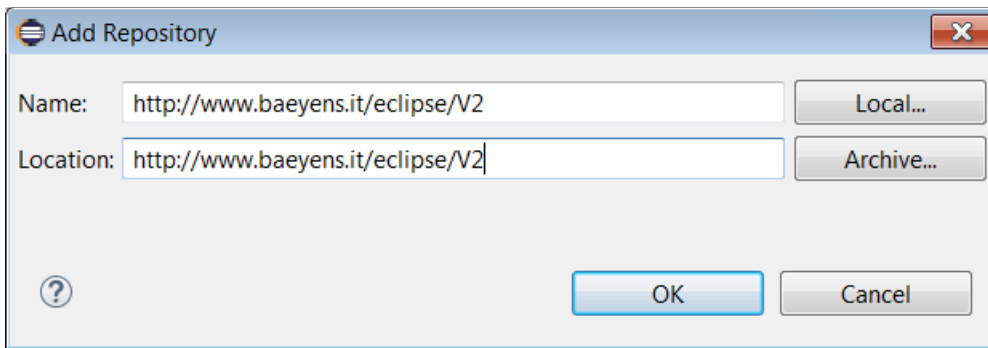 Add Repository
Name: http://www.baeyens.it/eclipse/V2 Local...
Location: http://www.baeyens.it/eclipse/V2 Archive...
? OK Cancel